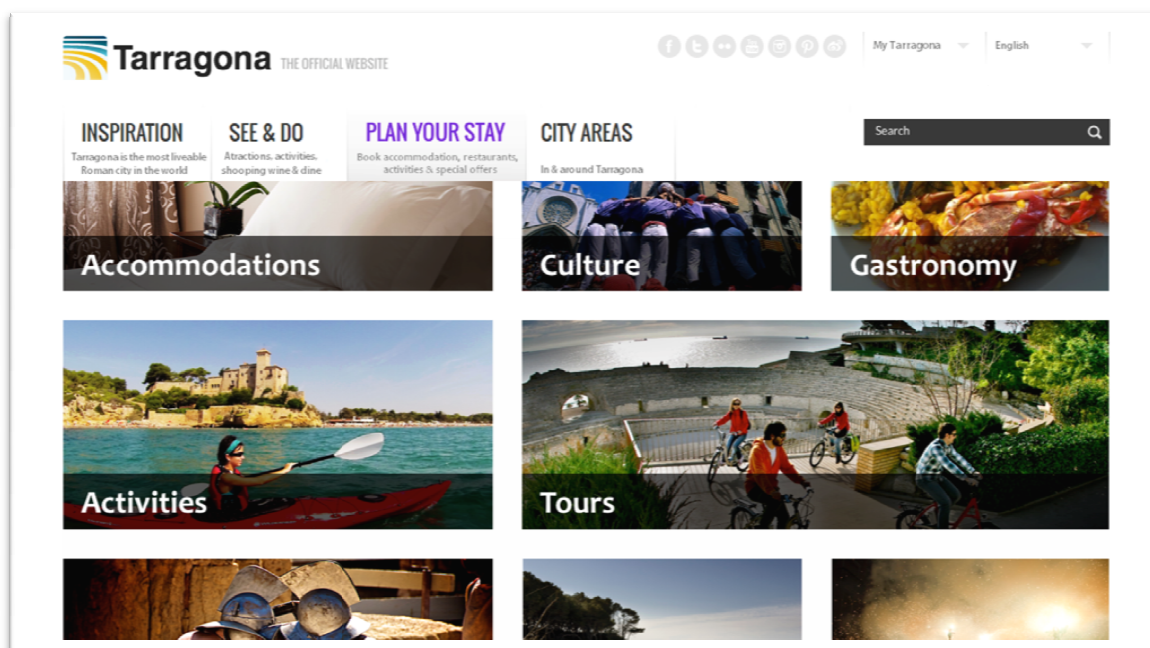 Tarragona THE OFFICIAL WEBSITE
My Tarragona
English
INSPIRATION
Tarragona is the most liveable
Roman city in the world
SEE & DO
Atractions, activities,
shooping wine & dine
PLAN YOUR STAY
Book accommodation, restaurants,
activities & special offers
CITY AREAS
In & around Tarragona
Search
Accommodations
Culture
Gastronomy
Activities
Tours